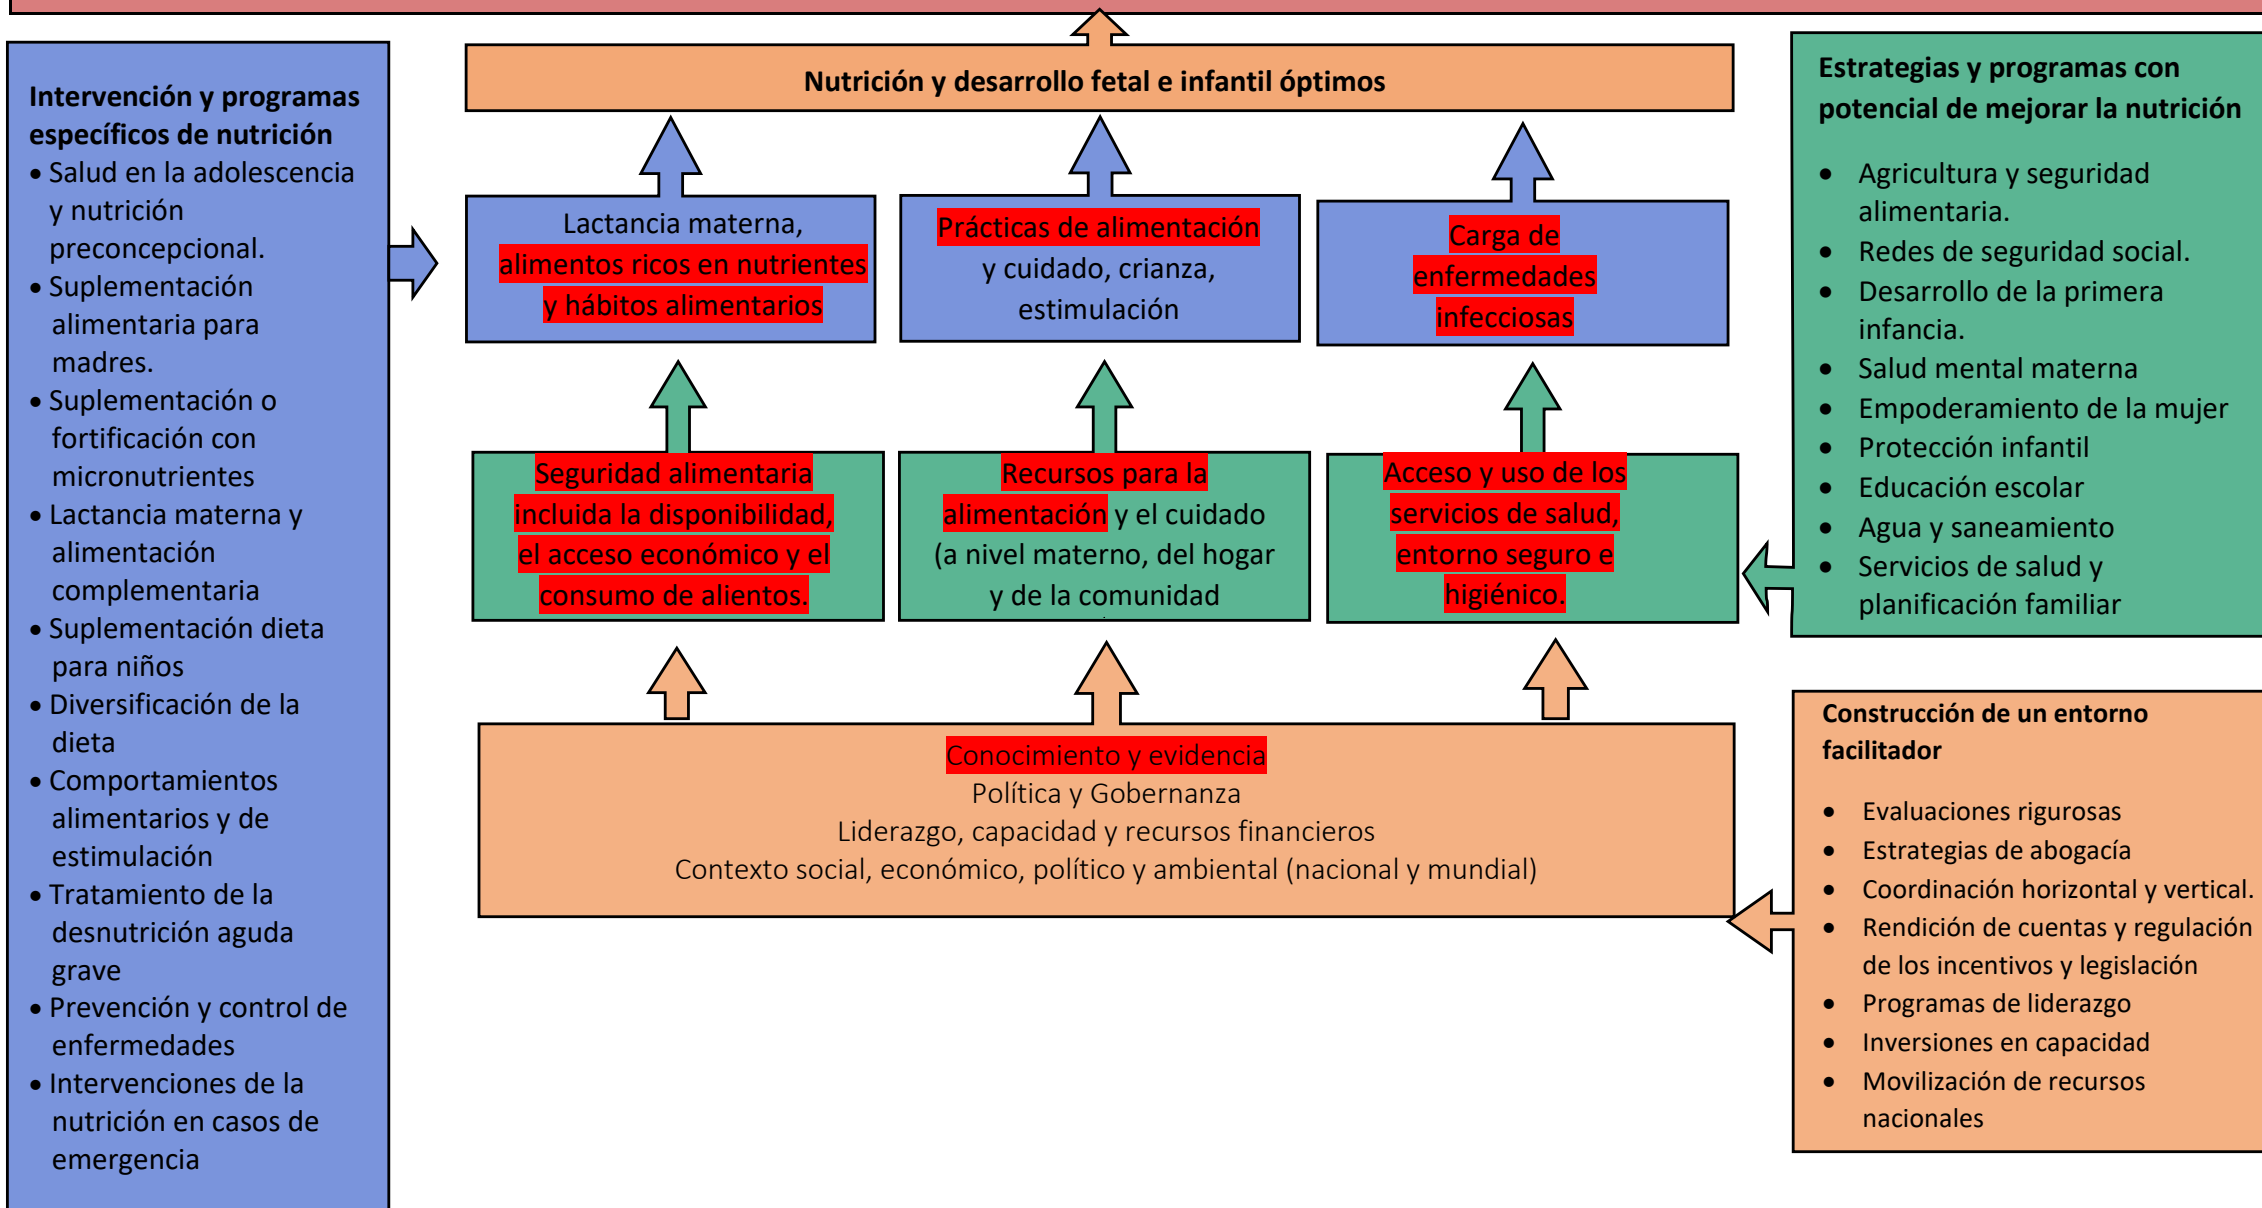 Nutrición y desarrollo fetal e infantil óptimos
Intervención y programas
específicos de nutrición
• Salud en la adolescencia
y nutrición
preconcepcional.
• Suplementación
alimentaria para
madres.
• Suplementación o
fortificación con
micronutrientes
• Lactancia materna y
alimentación
complementaria
• Suplementación dieta
para niños
• Diversificación de la
dieta
• Comportamientos
alimentarios y de
estimulación
• Tratamiento de la
desnutrición aguda
grave
• Prevención y control de
enfermedades
• Intervenciones de la
nutrición en casos de
emergencia
Lactancia materna,
alimentos ricos en nutrientes
y hábitos alimentarios
Prácticas de alimentación
y cuidado, crianza,
estimulación
Carga de
enfermedades
infecciosas
Seguridad alimentaria
incluida la disponibilidad,
el acceso económico y el
consumo de alientos.
Recursos para la
alimentación y el cuidado
(a nivel materno, del hogar
y de la comunidad
Acceso y uso de los
servicios de salud,
entorno seguro e
higiénico.
Conocimiento y evidencia
Política y Gobernanza
Liderazgo, capacidad y recursos financieros
Contexto social, económico, político y ambiental (nacional y mundial)
Estrategias y programas con
potencial de mejorar la nutrición
• Agricultura y seguridad
alimentaria.
• Redes de seguridad social.
• Desarrollo de la primera
infancia.
• Salud mental materna
• Empoderamiento de la mujer
• Protección infantil
• Educación escolar
• Agua y saneamiento
• Servicios de salud y
planificación familiar
Construcción de un entorno
facilitador
• Evaluaciones rigurosas
• Estrategias de abogacía
• Coordinación horizontal y vertical.
• Rendición de cuentas y regulación
de los incentivos y legislación
• Programas de liderazgo
• Inversiones en capacidad
• Movilización de recursos
nacionales